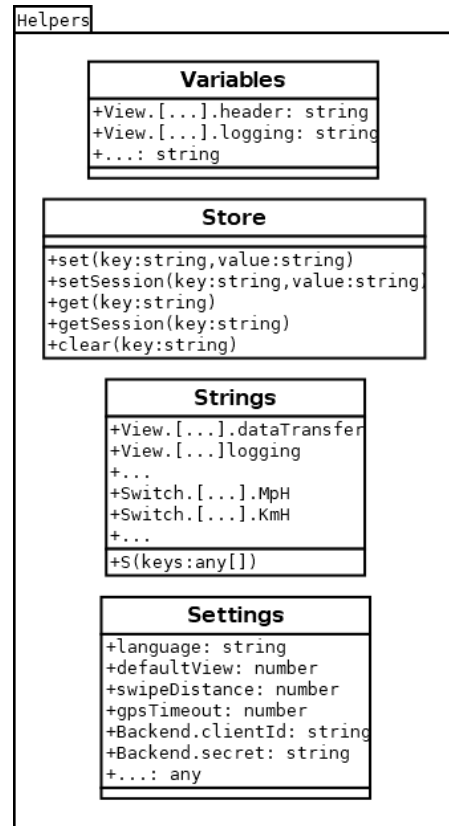 Helpers
Variables
+View.[...].header: string
+View.[...].logging: string
+...: string
Store
+set(key:string,value:string)
+setSession(key:string,value:string)
+get(key:string)
+getSession(key:string)
+clear(key:string)
Strings
+View.[...].dataTransfer
+View.[...]logging
+...
+Switch.[...].MpH
+Switch.[...].KmH
+...
+S(keys:any[])
Settings
+language: string
+defaultView: number
+swipeDistance: number
+gpsTimeout: number
+Backend.clientId: string
+Backend.secret: string
+...: any